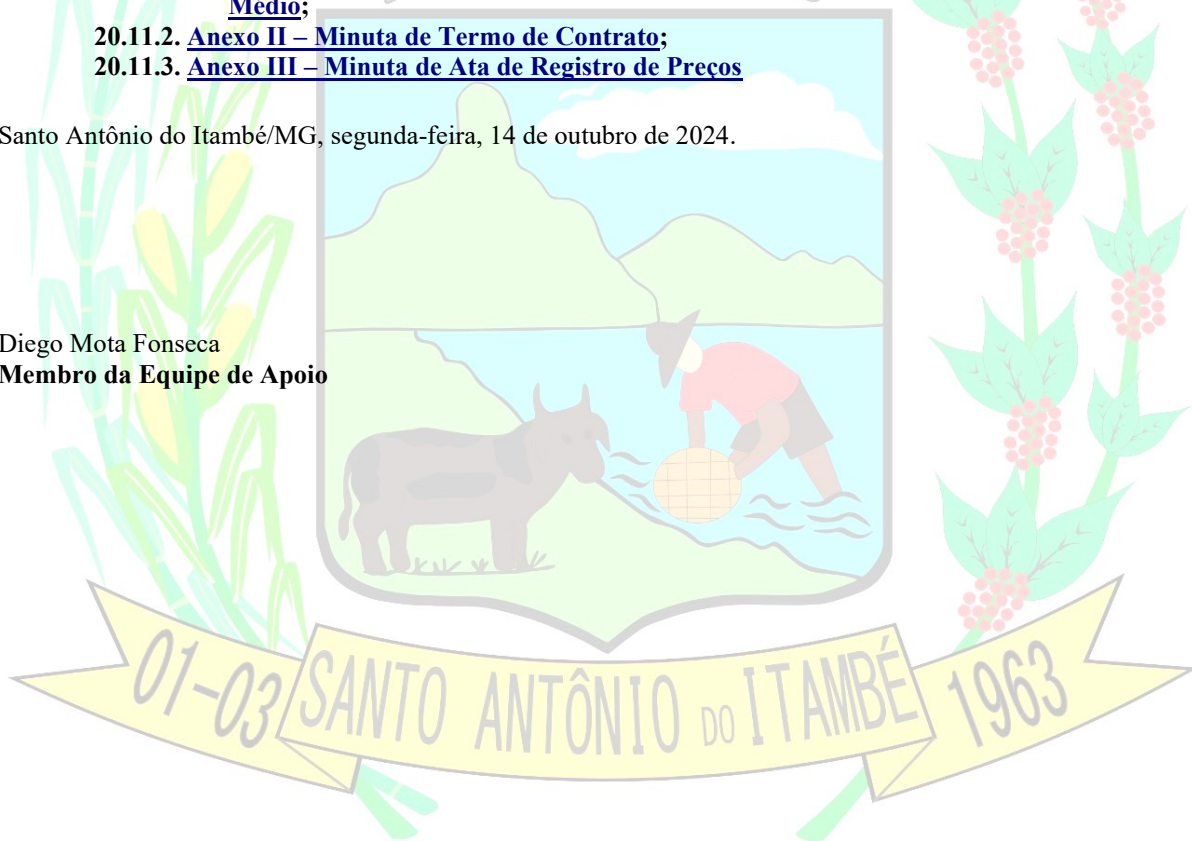 Médio;
20.11.2. Anexo II – Minuta de Termo de Contrato;
20.11.3. Anexo III – Minuta de Ata de Registro de Preços
Santo Antônio do Itambé/MG, segunda-feira, 14 de outubro de 2024.
Diego Mota Fonseca
Membro da Equipe de Apoio
01-03 SANTO ANTÔNIO DO ITAMBÉ 1963